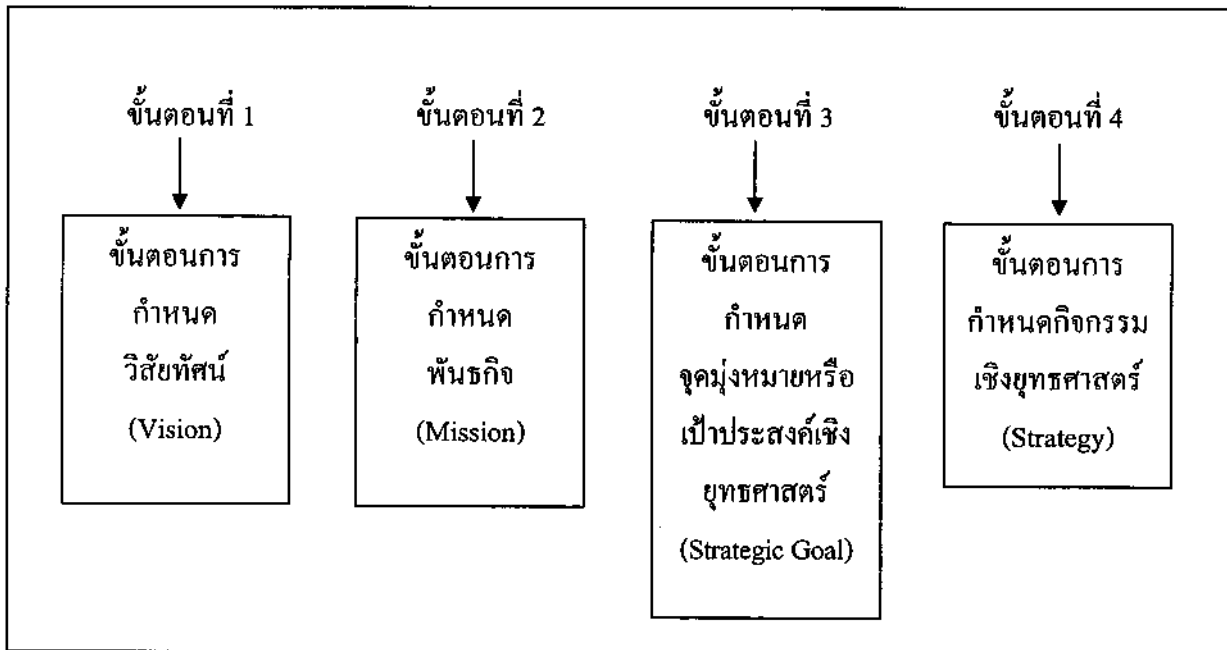 ขั้นตอนที่ 1
ขั้นตอนการ
กำหนด
วิสัยทัศน์
(Vision)
ขั้นตอนที่ 2
ขั้นตอนการ
กำหนด
พันธกิจ
(Mission)
ขั้นตอนที่ 3
ขั้นตอนการ
กำหนด
จุดมุ่งหมายหรือ
เป้าประสงค์เชิง
ยุทธศาสตร์
(Strategic Goal)
ขั้นตอนที่ 4
ขั้นตอนการ
กำหนดกิจกรรม
เชิงยุทธศาสตร์
(Strategy)